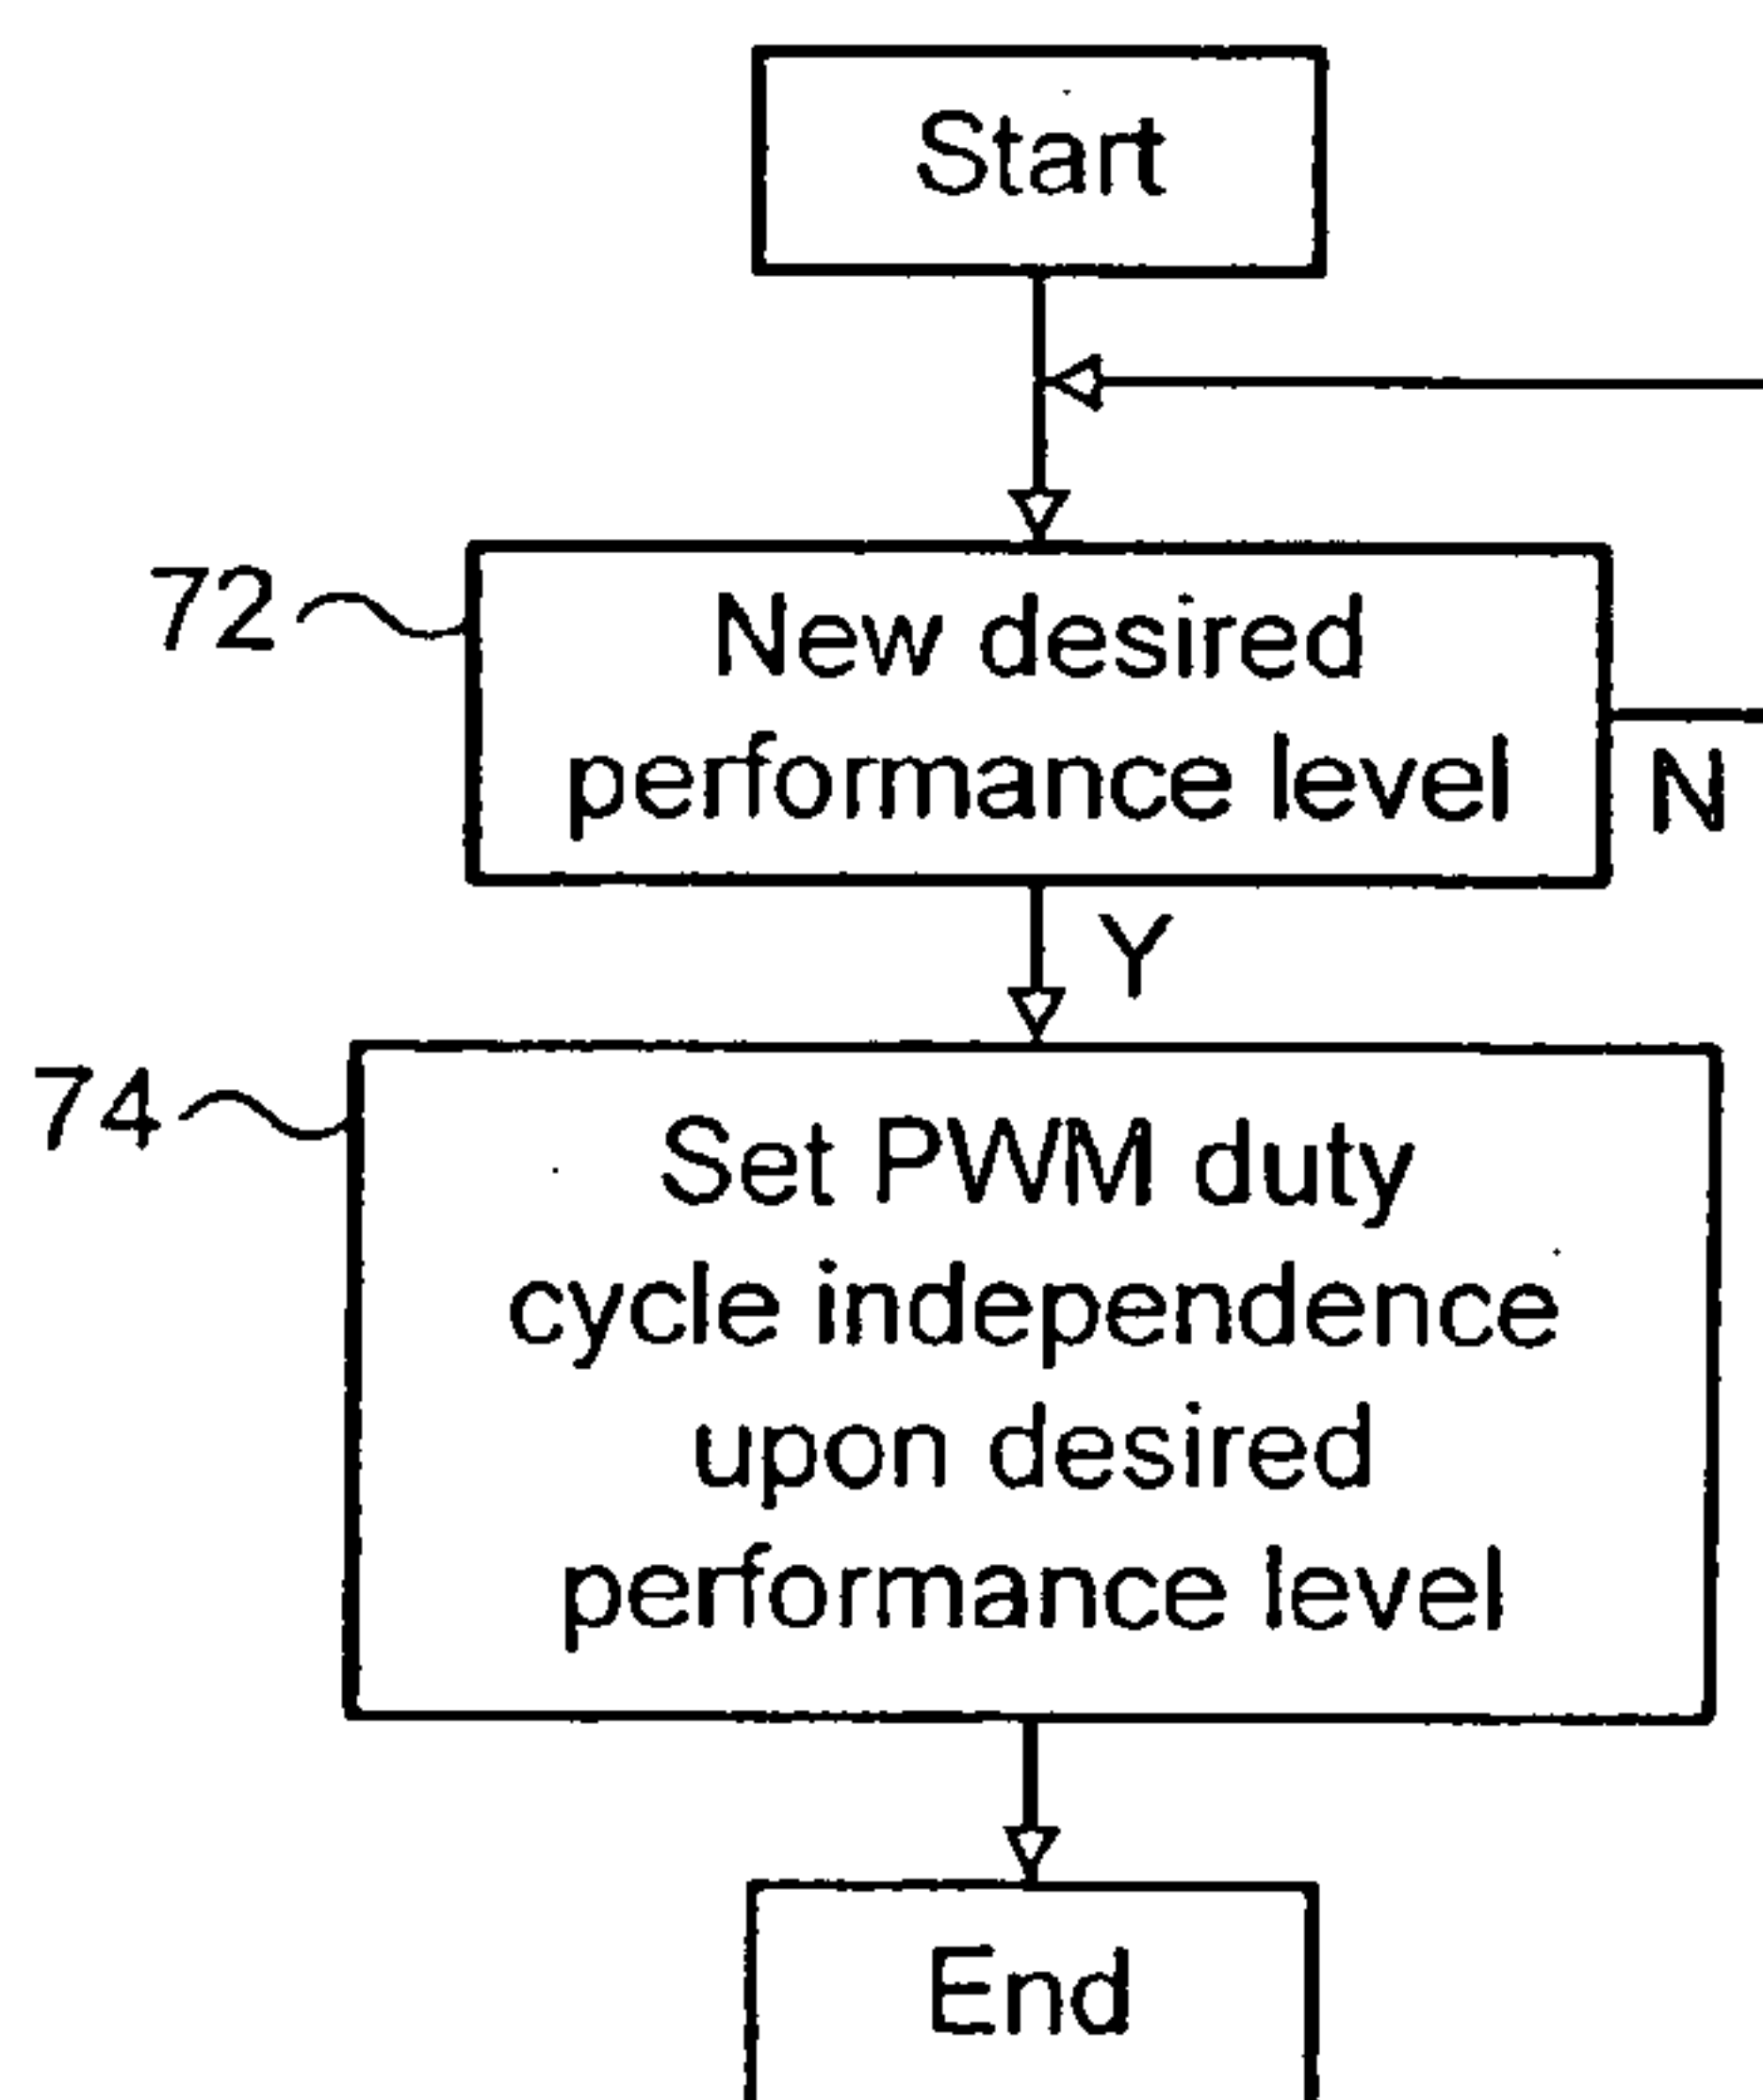 Start
72
New desired
performance level
N
Y
74
Set PWM duty
cycle independence
upon desired
performance level
End